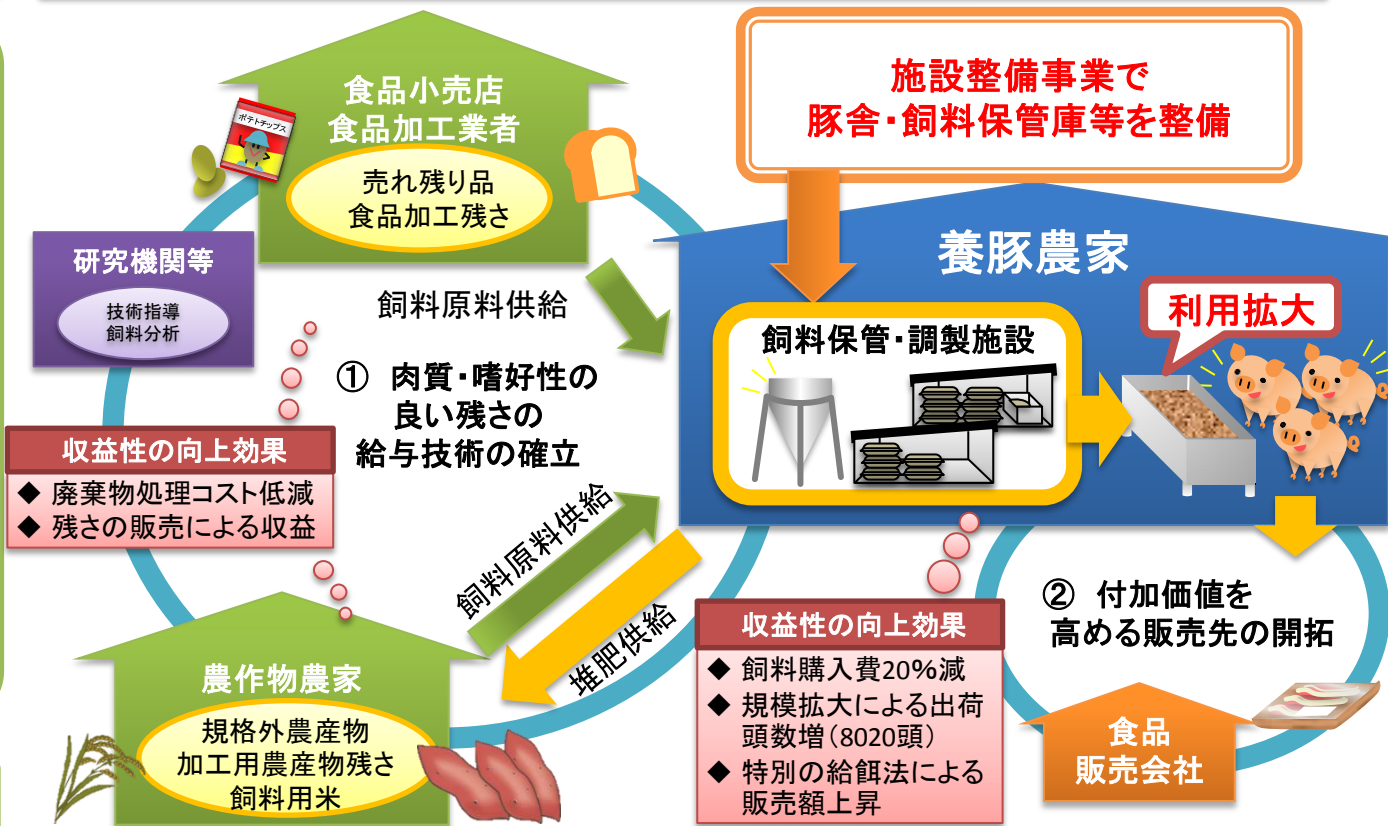 施設整備事業で
豚舎・飼料保管庫等を整備
食品小売店
食品加工業者
売れ残り品
食品加工残さ
ポテトチップス
研究機関等
技術指導
飼料分析
飼料原料供給
① 肉質・嗜好性の
良い残さの
給与技術の確立
養豚農家
利用拡大
飼料保管・調製施設
収益性の向上効果
◆ 廃棄物処理コスト低減
◆ 残さの販売による収益
飼料原料供給
堆肥供給
農作物農家
規格外農産物
加工用農産物残さ
飼料用米
収益性の向上効果
◆ 飼料購入費20%減
◆ 規模拡大による出荷
頭数増(8020頭)
◆ 特別の給餌法による
販売額上昇
② 付加価値を
高める販売先の開拓
食品
販売会社